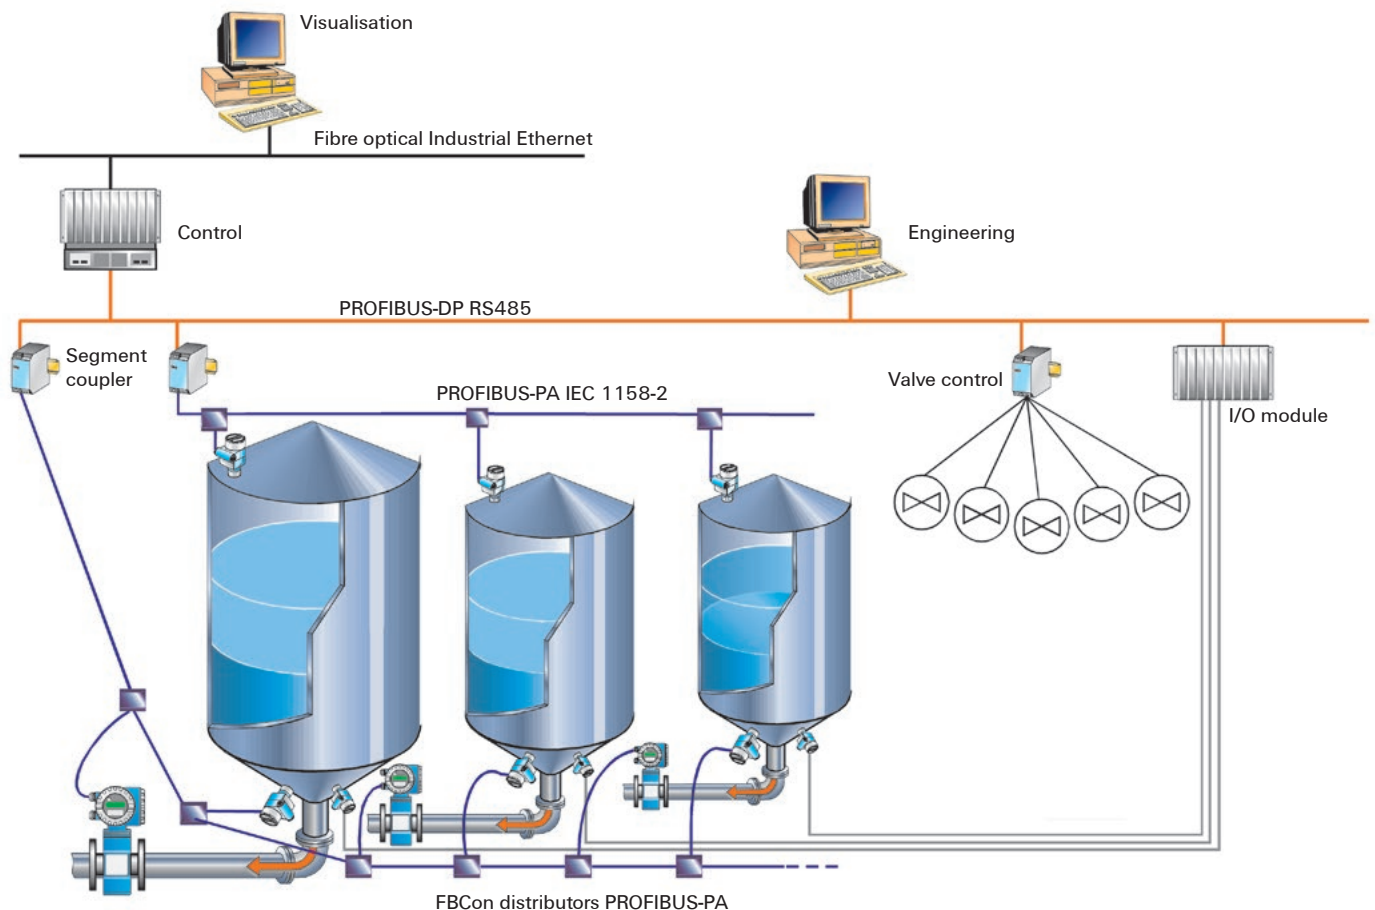 Visualisation
Fibre optical Industrial Ethernet
Control
Engineering
PROFIBUS-DP RS485
Segment
coupler
PROFIBUS-PA IEC 1158-2
Valve control
I/O module
FBCon distributors PROFIBUS-PA